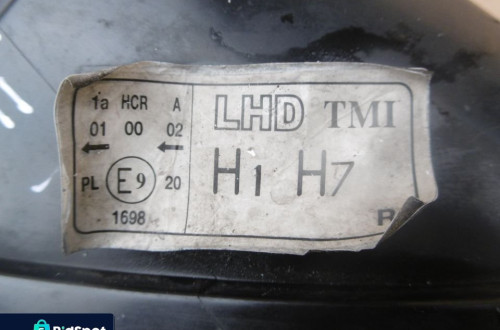 1a HCR A
01 00 02
PL E9 20
1698
LHD TMI
H1 H7
R
BidSpot